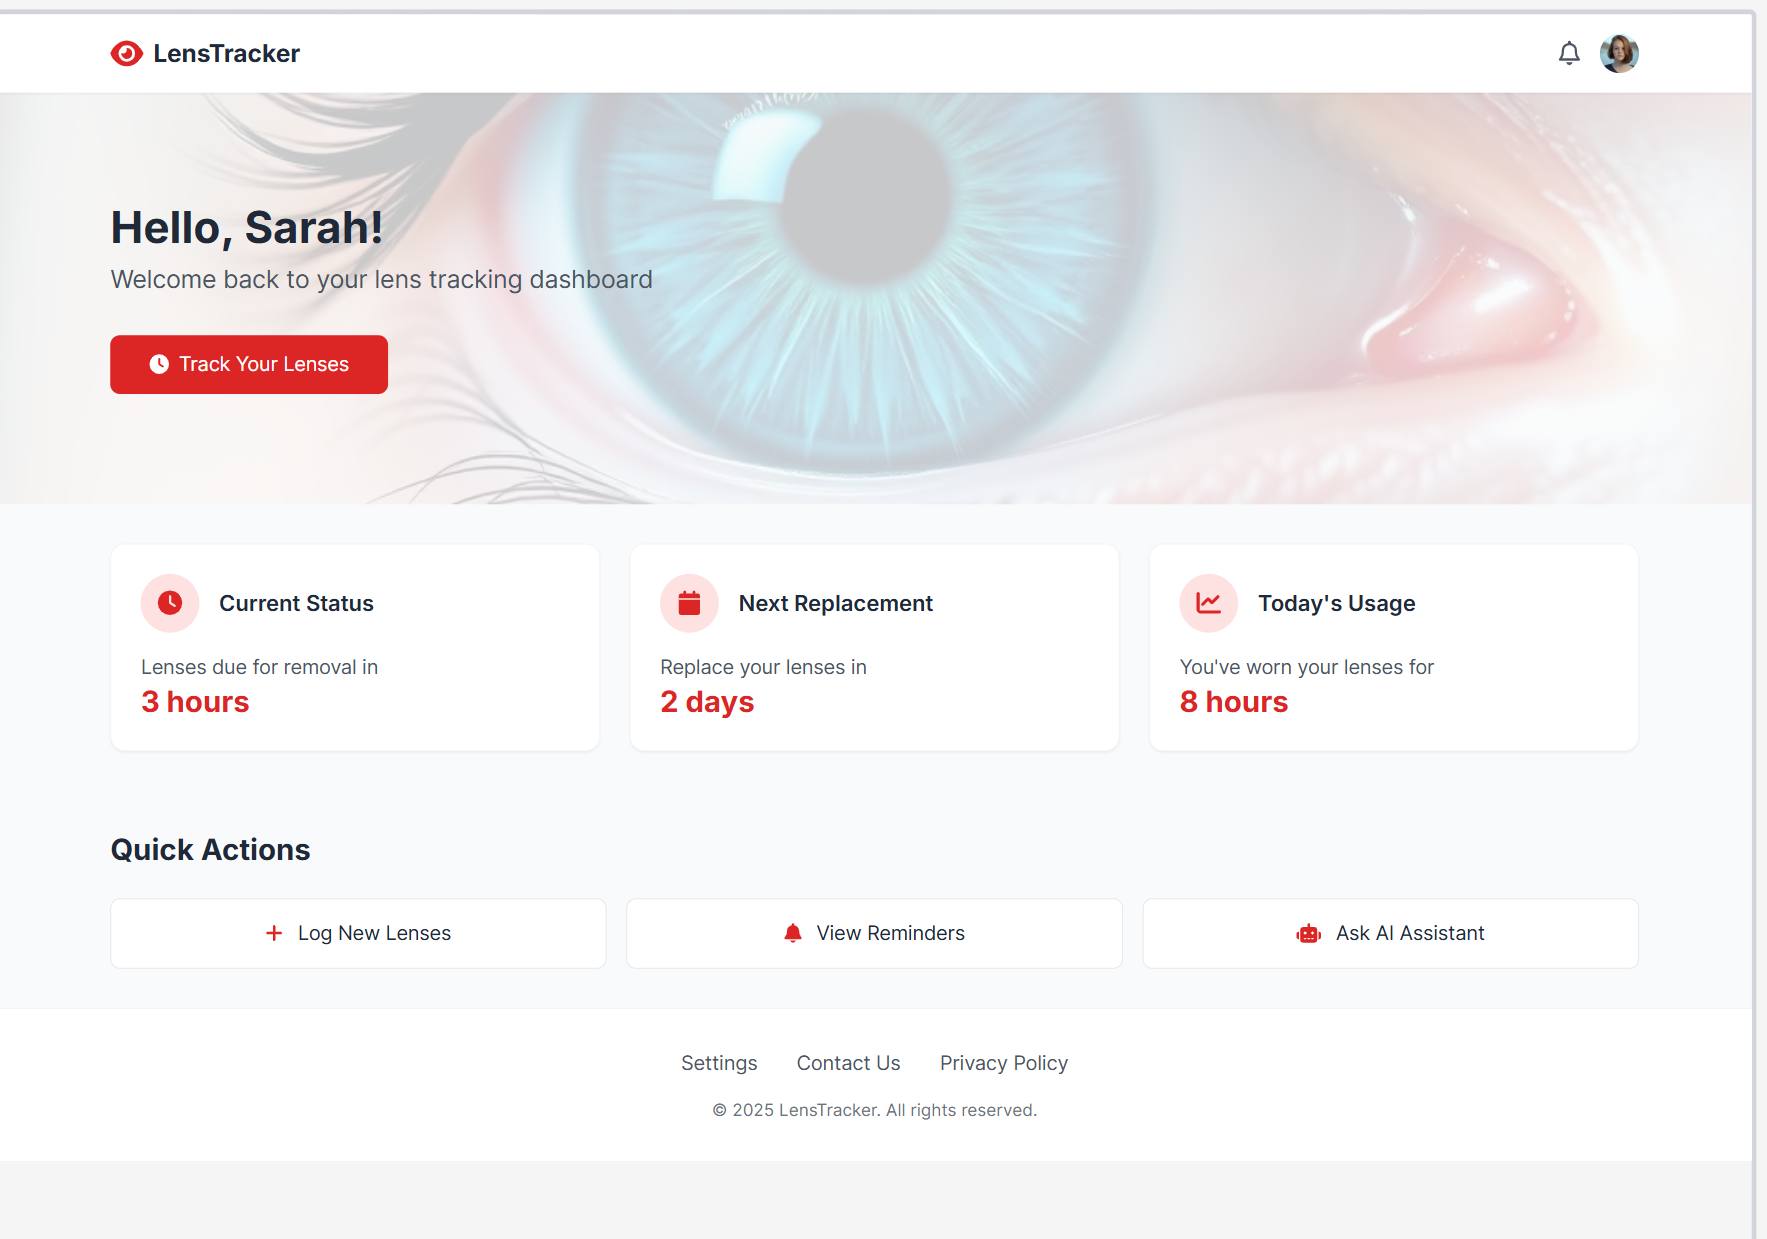 LensTracker
Hello, Sarah!
Welcome back to your lens tracking dashboard
Track Your Lenses
Current Status
Lenses due for removal in
3 hours
Next Replacement
Replace your lenses in
2 days
Today's Usage
You've worn your lenses for
8 hours
Quick Actions
Log New Lenses
View Reminders
Ask AI Assistant
Settings
Contact Us
Privacy Policy
© 2025 LensTracker. All rights reserved.